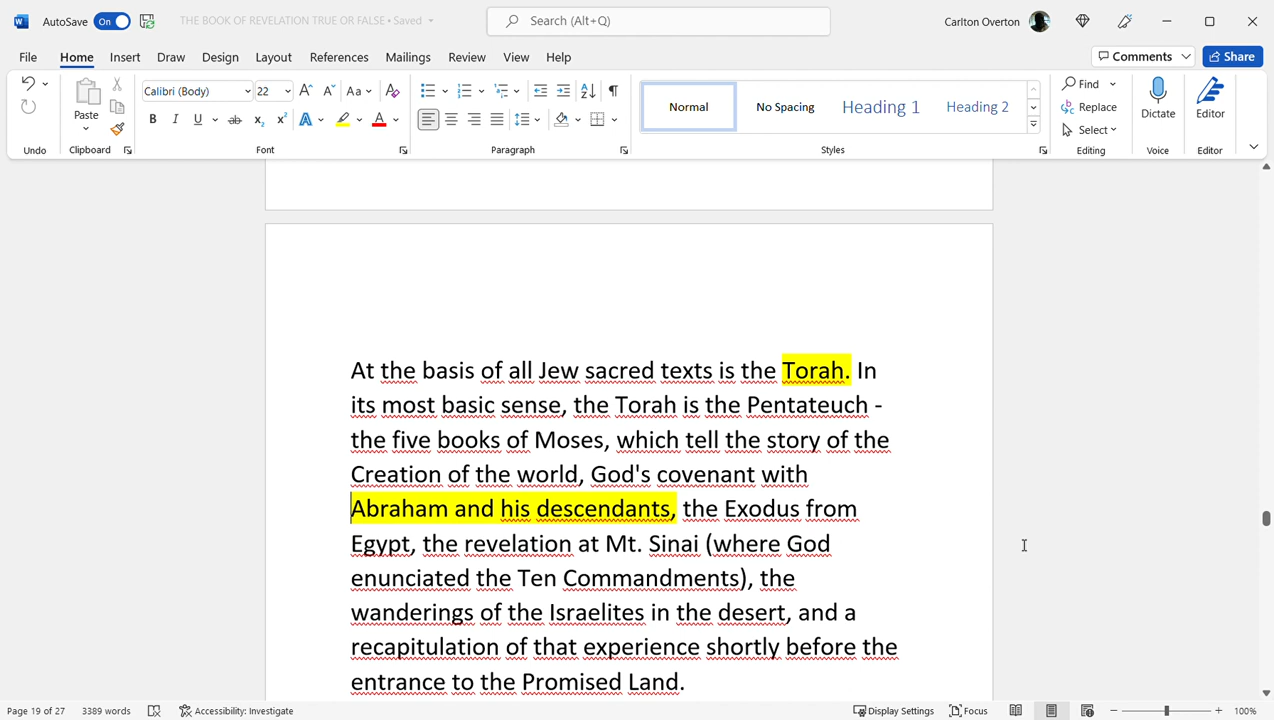 AutoSave On THE BOOK OF REVELATION TRUE OR FALSE • Saved Search (Alt+Q) Carlton Overton
File Home Insert Draw Design Layout References Mailings Review View Help Comments Share
Calibri (Body) 22 Aa Normal No Spacing Heading 1 Heading 2 Find
Replace
Paste Select Dictate Editor
Undo Clipboard Font Paragraph Styles Editing Voice Editor
At the basis of all Jew sacred texts is the Torah. In
its most basic sense, the Torah is the Pentateuch -
the five books of Moses, which tell the story of the
Creation of the world, God's covenant with
Abraham and his descendants, the Exodus from
Egypt, the revelation at Mt. Sinai (where God
enunciated the Ten Commandments), the
wanderings of the Israelites in the desert, and a
recapitulation of that experience shortly before the
entrance to the Promised Land.
Page 19 of 27 3389 words Accessibility: Investigate Display Settings Focus 100%